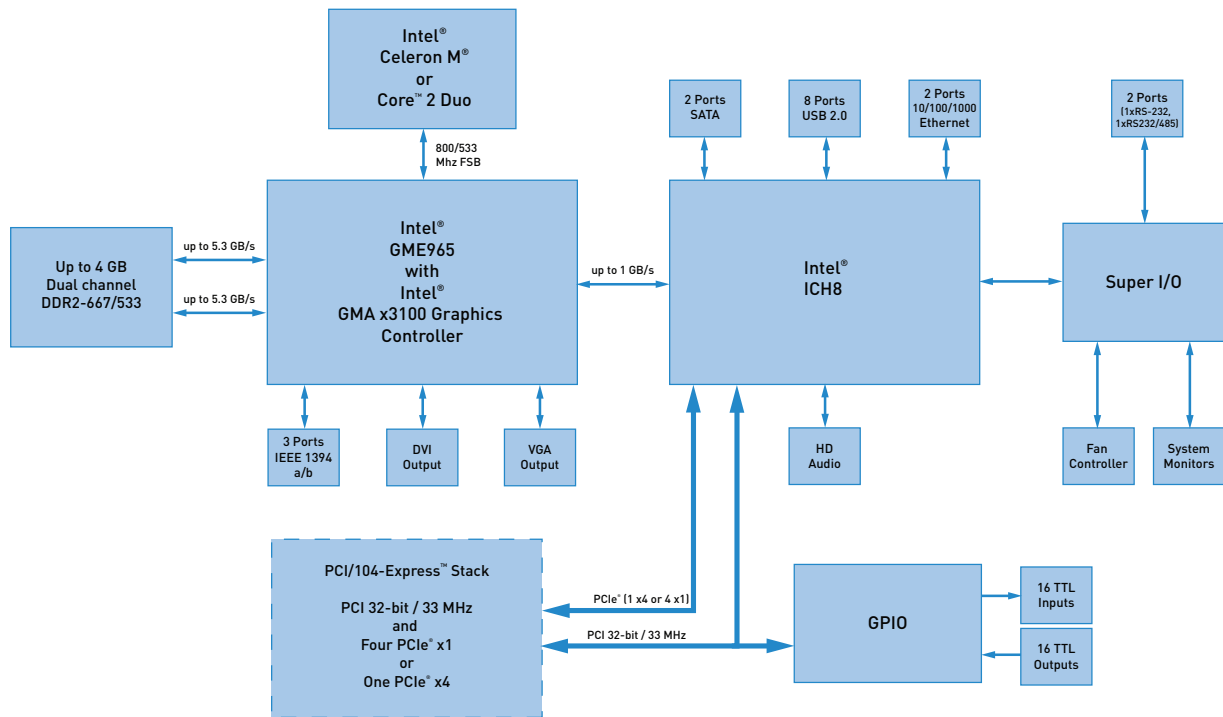 Intel®
Celeron M®
or
Core™ 2 Duo
800/533
Mhz FSB
2 Ports
SATA
8 Ports
USB 2.0
2 Ports
10/100/1000
Ethernet
2 Ports
(1xRS-232,
1xRS232/485)
Up to 4 GB
Dual channel
DDR2-667/533
up to 5.3 GB/s
up to 5.3 GB/s
Intel®
GME965
with
Intel®
GMA x3100 Graphics
Controller
up to 1 GB/s
Intel®
ICH8
Super I/O
3 Ports
IEEE 1394
a/b
DVI
Output
VGA
Output
HD
Audio
Fan
Controller
System
Monitors
PCI/104-Express™ Stack
PCI 32-bit / 33 MHz
and
Four PCIe® x1
or
One PCIe® x4
PCIe® (1 x4 or 4 x1)
PCI 32-bit / 33 MHz
GPIO
16 TTL
Inputs
16 TTL
Outputs